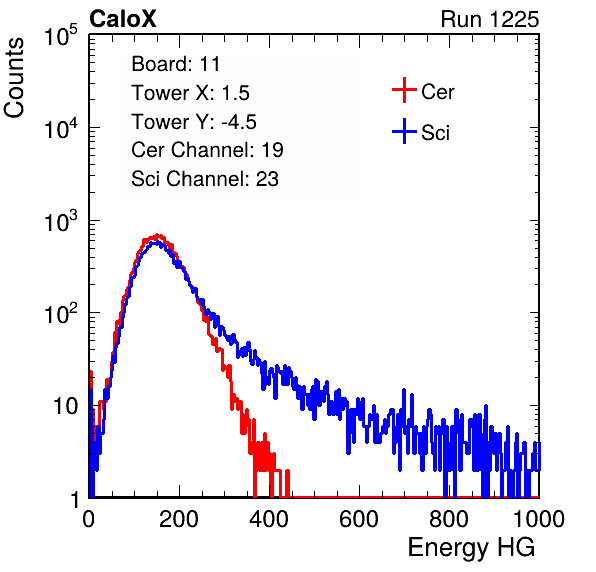 CaloX Run 1225
Counts
Board: 11
Tower X: 1.5
Tower Y: -4.5
Cer Channel: 19
Sci Channel: 23
Cer
Sci
10^5
10^4
10^3
10^2
10
1
0 200 400 600 800 1000
Energy HG